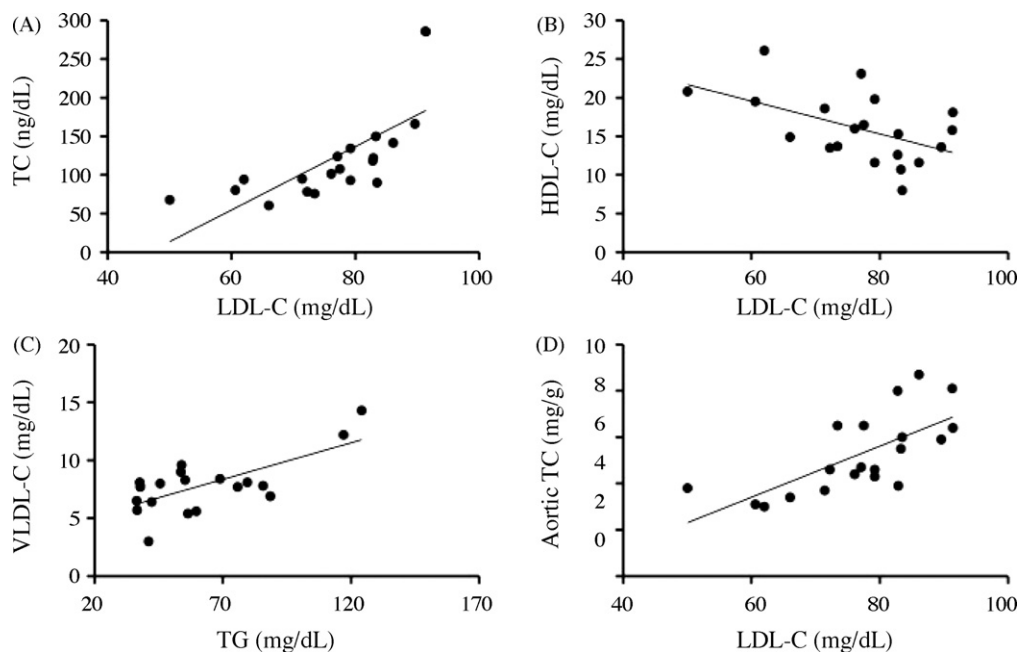 (A)
TC (ng/dL)
300
250
200
150
100
50
0
40 60 80 100
LDL-C (mg/dL)
(B)
HDL-C (mg/dL)
30
25
20
15
10
5
0
40 60 80 100
LDL-C (mg/dL)
(C)
VLDL-C (mg/dL)
20
15
10
5
0
20 70 120 170
TG (mg/dL)
(D)
Aortic TC (mg/g)
10
8
6
4
2
0
40 60 80 100
LDL-C (mg/dL)